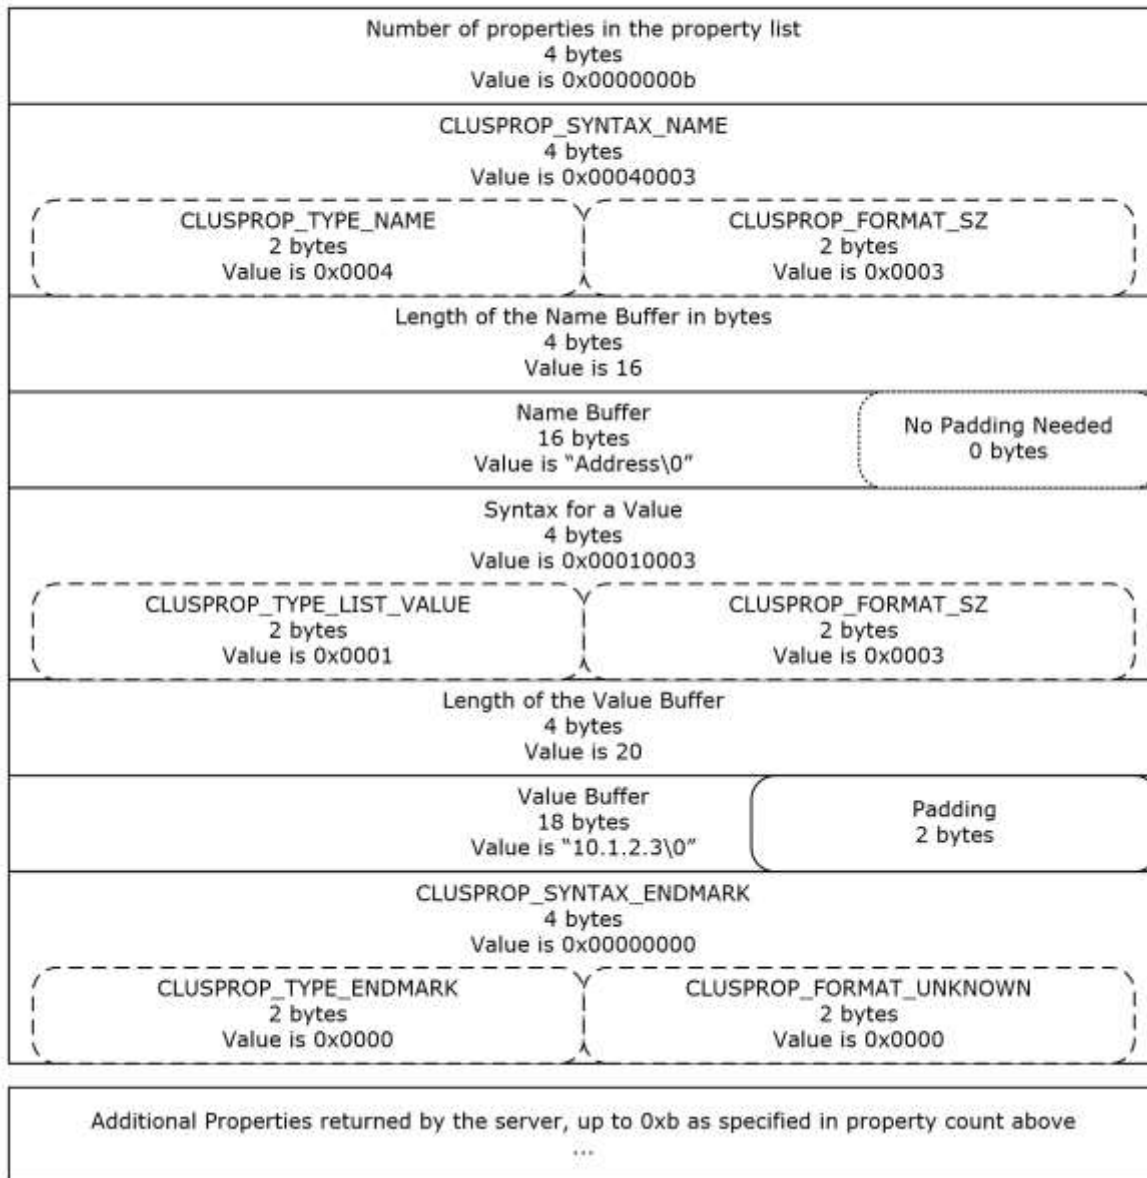 Number of properties in the property list
4 bytes
Value is 0x0000000b
CLUSPROP_SYNTAX_NAME
4 bytes
Value is 0x00040003
CLUSPROP_TYPE_NAME
2 bytes
Value is 0x0004
CLUSPROP_FORMAT_SZ
2 bytes
Value is 0x0003
Length of the Name Buffer in bytes
4 bytes
Value is 16
Name Buffer
16 bytes
Value is “Address\0”
No Padding Needed
0 bytes
Syntax for a Value
4 bytes
Value is 0x00010003
CLUSPROP_TYPE_LIST_VALUE
2 bytes
Value is 0x0001
CLUSPROP_FORMAT_SZ
2 bytes
Value is 0x0003
Length of the Value Buffer
4 bytes
Value is 20
Value Buffer
18 bytes
Value is “10.1.2.3\0”
Padding
2 bytes
CLUSPROP_SYNTAX_ENDMARK
4 bytes
Value is 0x00000000
CLUSPROP_TYPE_ENDMARK
2 bytes
Value is 0x0000
CLUSPROP_FORMAT_UNKNOWN
2 bytes
Value is 0x0000
Additional Properties returned by the server, up to 0xb as specified in property count above
...